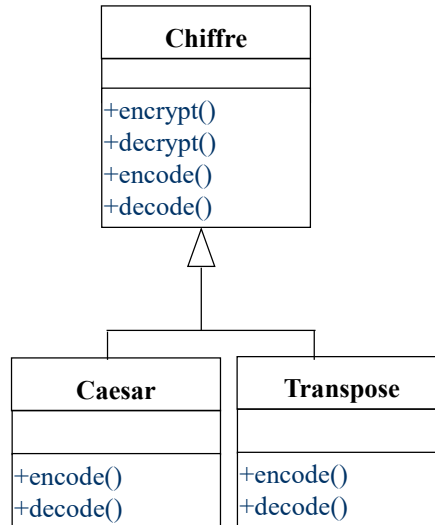 Chiffre
+encrypt()
+decrypt()
+encode()
+decode()
Caesar
+encode()
+decode()
Transpose
+encode()
+decode()